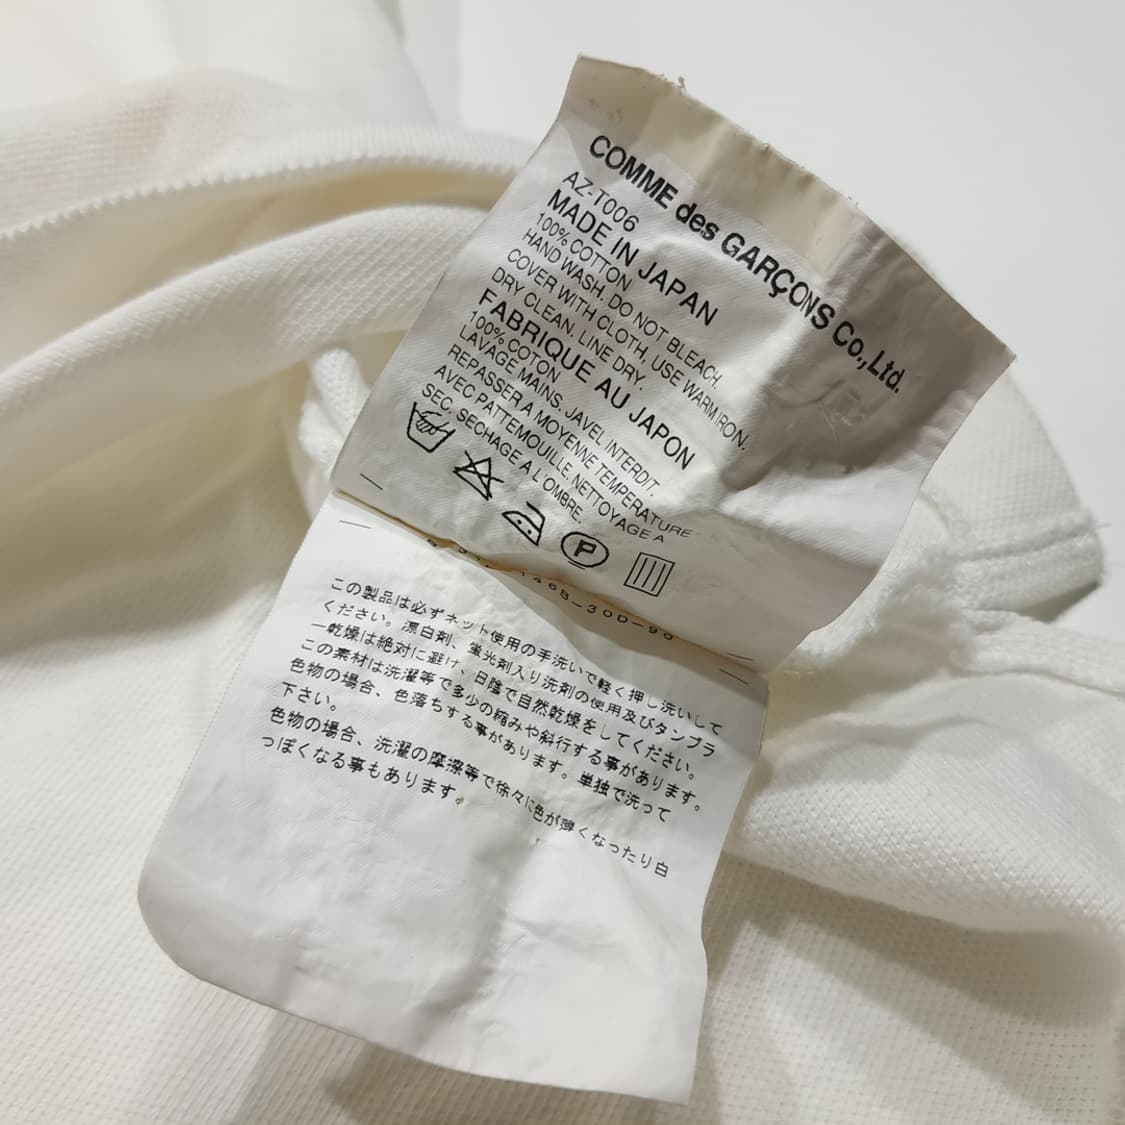 COMME des GARÇONS Co.,Ltd.
AZ-T006
MADE IN JAPAN
100% COTTON
HAND WASH, DO NOT BLEACH,
COVER WITH CLOTH, USE WARM IRON.
DRY CLEAN. LINE DRY.
FABRIQUE AU JAPON
100% COTON
LAVAGE MAINS. JAVEL INTERDIT.
REPASSER A MOYENNE TEMPERATURE
AVEC PATTEMOUILLE. NETTOYAGE A
SEC. SECHAGE A L'OMBRE.
P
146B-30D-90
この製品は必ずネット使用の手洗いで軽く押し洗いして
ください。漂白剤、蛍光剤入り洗剤の使用及びタンブラ
ー乾燥は絶対に避け、日陰で自然乾燥をしてください。
この素材は洗濯等で多少の縮みや斜行する事があります。
色物の場合、色落ちする事があります。単独で洗って
下さい。
色物の場合、洗濯の摩擦等で徐々に色が薄くなったり白
っぽくなる事もあります。